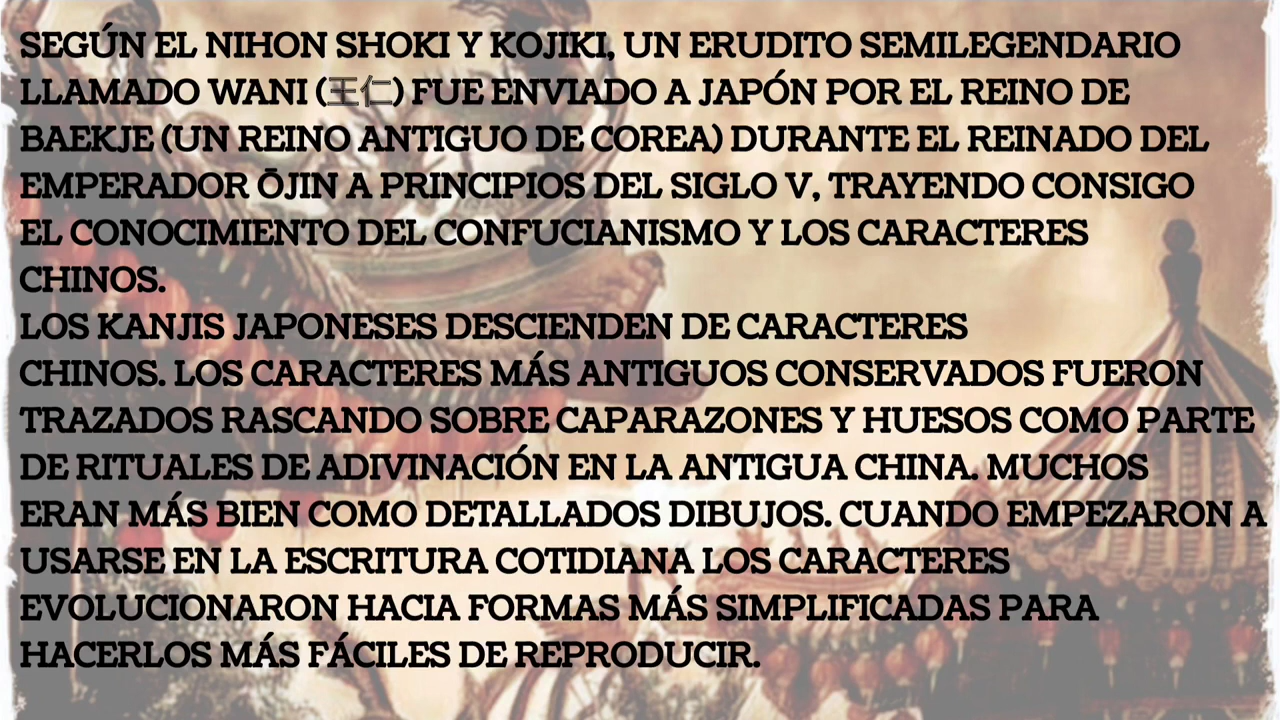 SEGÚN EL NIHON SHOKI Y KOJIKI, UN ERUDITO SEMILEGENDARIO
LLAMADO WANI (王仁) FUE ENVIADO A JAPÓN POR EL REINO DE
BAEKJE (UN REINO ANTIGUO DE COREA) DURANTE EL REINADO DEL
EMPERADOR ŌJIN A PRINCIPIOS DEL SIGLO V, TRAYENDO CONSIGO
EL CONOCIMIENTO DEL CONFUCIANISMO Y LOS CARACTERES
CHINOS.
LOS KANJIS JAPONESES DESCIENDEN DE CARACTERES
CHINOS. LOS CARACTERES MÁS ANTIGUOS CONSERVADOS FUERON
TRAZADOS RASCANDO SOBRE CAPARAZONES Y HUESOS COMO PARTE
DE RITUALES DE ADIVINACIÓN EN LA ANTIGUA CHINA. MUCHOS
ERAN MÁS BIEN COMO DETALLADOS DIBUJOS. CUANDO EMPEZARON A
USARSE EN LA ESCRITURA COTIDIANA LOS CARACTERES
EVOLUCIONARON HACIA FORMAS MÁS SIMPLIFICADAS PARA
HACERLOS MÁS FÁCILES DE REPRODUCIR.